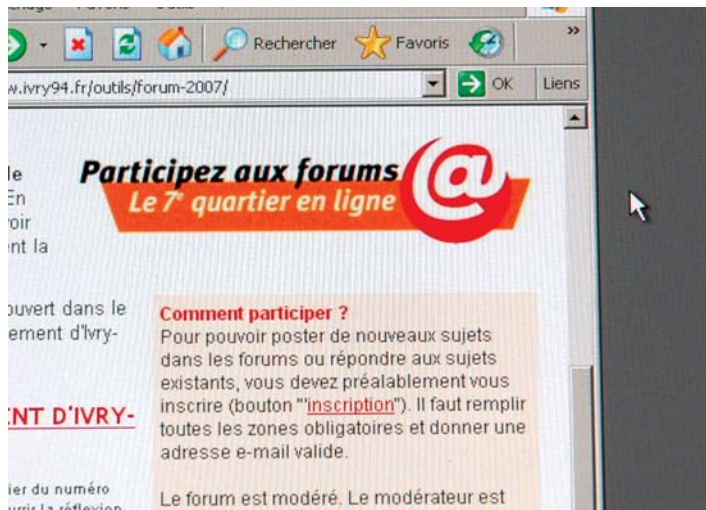 Favoris
Rechercher
Favoris
»
w.ivry94.fr/outils/forum-2007/
OK
Liens
Participez aux forums
Le 7e quartier en ligne
@
le
En
oir
ent la
ouvert dans le
ement d'Ivry-
NT D'IVRY-
ier du numéro
Comment participer ?
Pour pouvoir poster de nouveaux sujets
dans les forums ou répondre aux sujets
existants, vous devez préalablement vous
inscrire (bouton "'inscription"). Il faut remplir
toutes les zones obligatoires et donner une
adresse e-mail valide.
Le forum est modéré. Le modérateur est